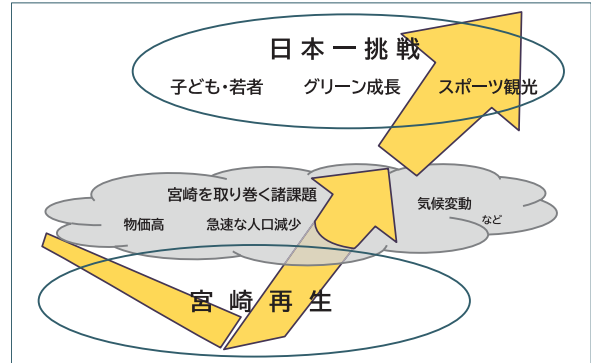 日本一挑戦
子ども・若者 グリーン成長 スポーツ観光
宮崎を取り巻く諸課題
物価高 急速な人口減少 気候変動 など
宮崎再生